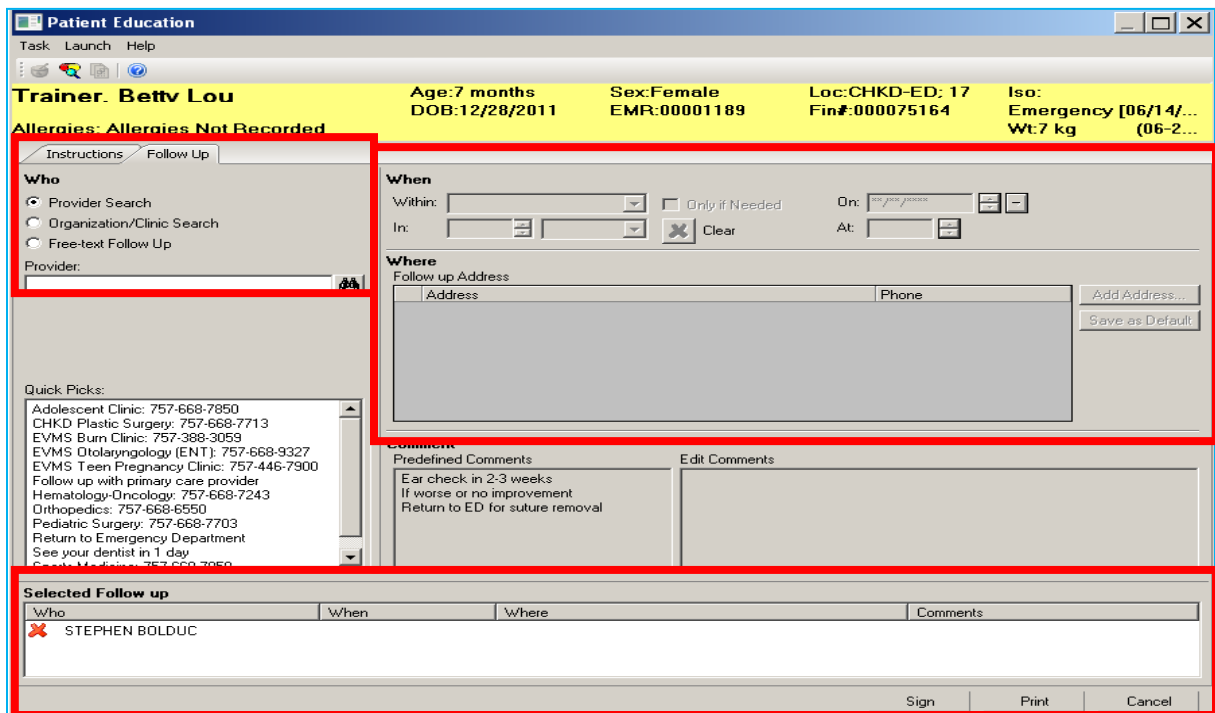 Patient Education
Task Launch Help
Trainer, Betty Lou
Age:7 months Sex:Female Loc:CHKD-ED; 17 Iso:
DOB:12/28/2011 EMR:00001189 Fin#:000075164 Emergency [06/14/...
Allergies: Allergies Not Recorded
Wt:7 kg (06-2...
Instructions Follow Up
Who
Provider Search
Organization/Clinic Search
Free-text Follow Up
Provider:
When
Within: Only if Needed On: **/**/****
In: Clear At:
Where
Follow up Address
Address Phone
Add Address...
Save as Default
Quick Picks:
Adolescent Clinic: 757-668-7850
CHKD Plastic Surgery: 757-668-7713
EVMS Burn Clinic: 757-388-3059
EVMS Otolaryngology (ENT): 757-668-9327
EVMS Teen Pregnancy Clinic: 757-446-7900
Follow up with primary care provider
Hematology-Oncology: 757-668-7243
Orthopedics: 757-668-6550
Pediatric Surgery: 757-668-7703
Return to Emergency Department
See your dentist in 1 day
Comment
Predefined Comments
Ear check in 2-3 weeks
If worse or no improvement
Return to ED for suture removal
Edit Comments
Selected Follow up
Who When Where Comments
STEPHEN BOLDUC
Sign Print Cancel